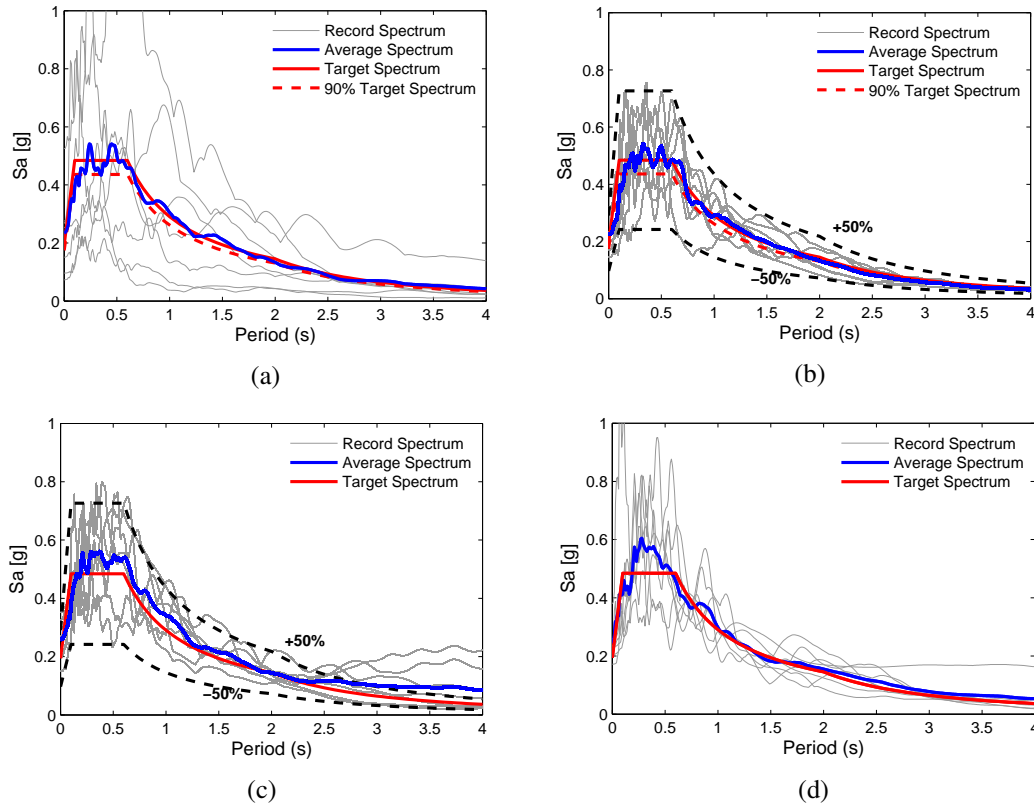 1
0.8
0.6
0.4
0.2
0
Sa [g]
0 0.5 1 1.5 2 2.5 3 3.5 4
Period (s)
Record Spectrum
Average Spectrum
Target Spectrum
90% Target Spectrum
(a)
1
0.8
0.6
0.4
0.2
0
Sa [g]
0 0.5 1 1.5 2 2.5 3 3.5 4
Period (s)
Record Spectrum
Average Spectrum
Target Spectrum
90% Target Spectrum
+50%
−50%
(b)
1
0.8
0.6
0.4
0.2
0
Sa [g]
0 0.5 1 1.5 2 2.5 3 3.5 4
Period (s)
Record Spectrum
Average Spectrum
Target Spectrum
+50%
−50%
(c)
1
0.8
0.6
0.4
0.2
0
Sa [g]
0 0.5 1 1.5 2 2.5 3 3.5 4
Period (s)
Record Spectrum
Average Spectrum
Target Spectrum
(d)